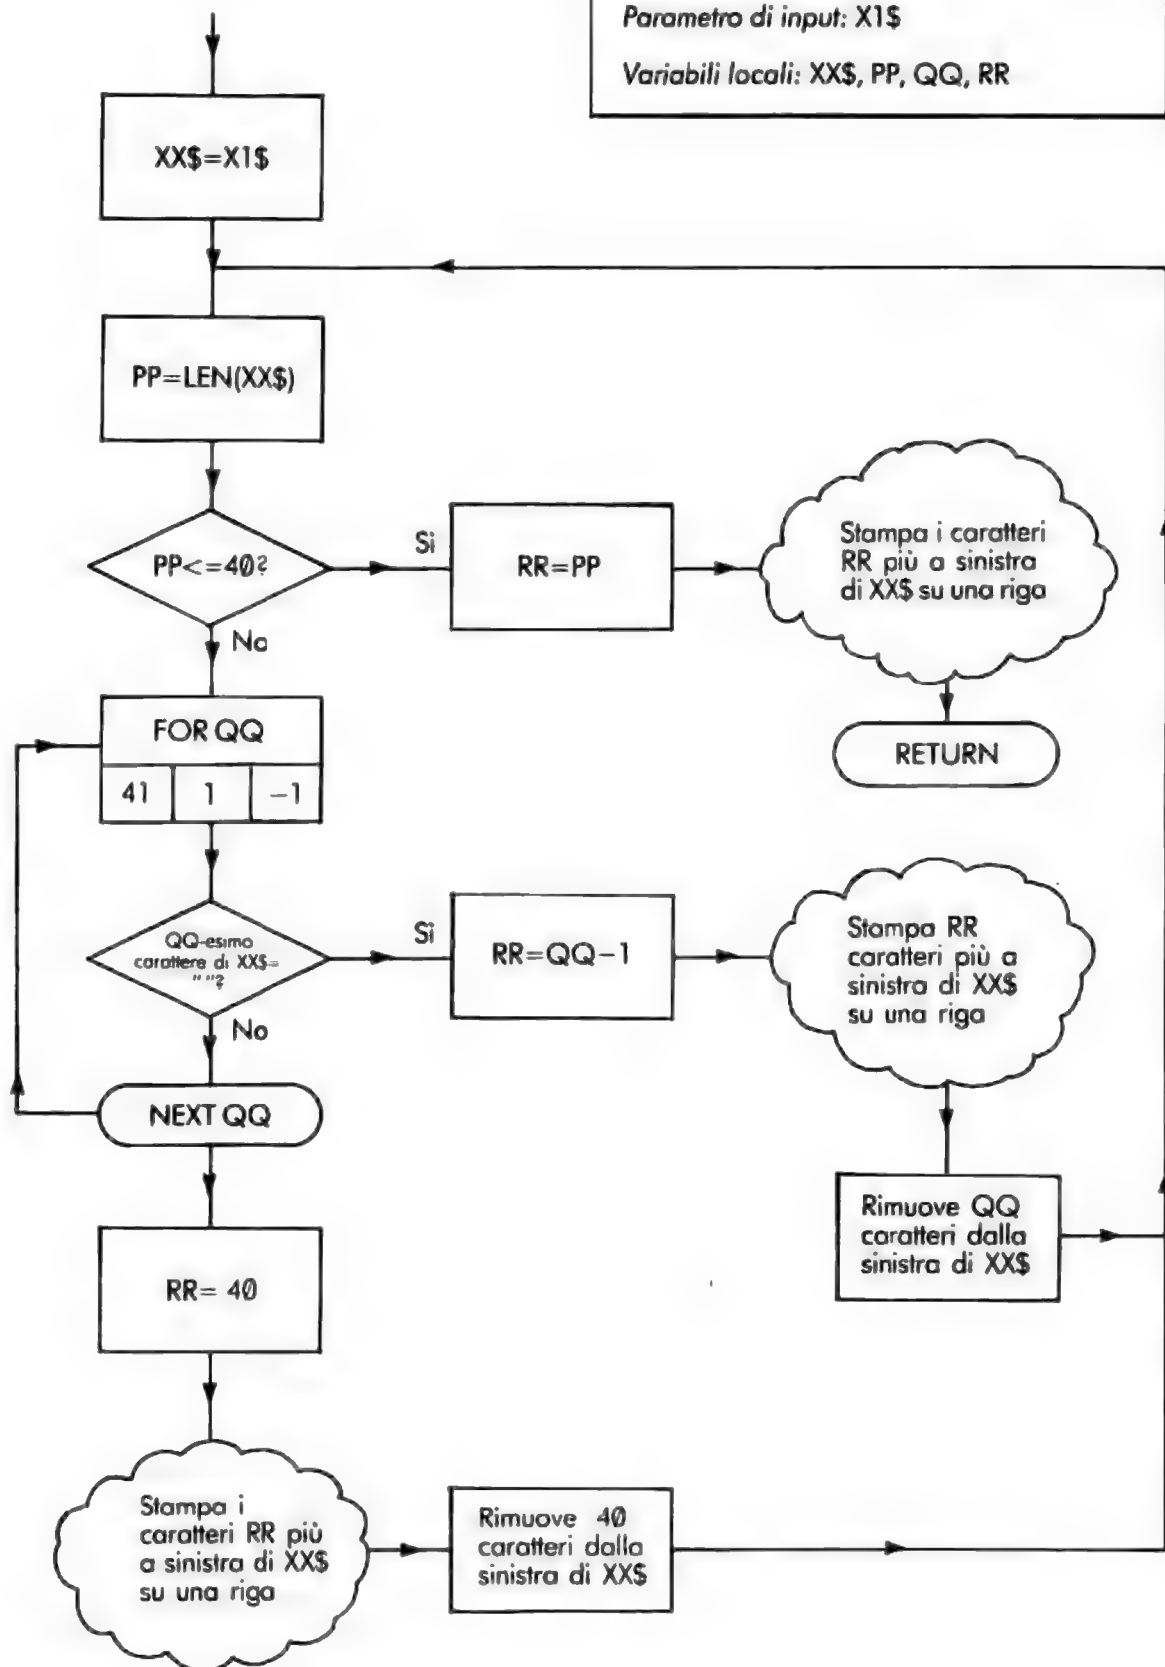 Parametro di input: X1$
Variabili locali: XX$, PP, QQ, RR
XX$=X1$
PP=LEN(XX$)
PP<=40?
Si
RR=PP
Stampa i caratteri
RR più a sinistra
di XX$ su una riga
RETURN
No
FOR QQ
41 1 −1
QQ-esimo
carattere di XX$=
" "?
Si
RR=QQ−1
Stampa RR
caratteri più a
sinistra di XX$
su una riga
No
NEXT QQ
Rimuove QQ
caratteri dalla
sinistra di XX$
RR= 40
Stampa i
caratteri RR più
a sinistra di XX$
su una riga
Rimuove 40
caratteri dalla
sinistra di XX$